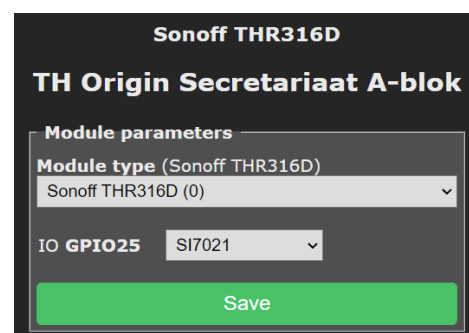 Sonoff THR316D
TH Origin Secretariaat A-blok
Module parameters
Module type (Sonoff THR316D)
Sonoff THR316D (0)
IO GPIO25 SI7021
Save